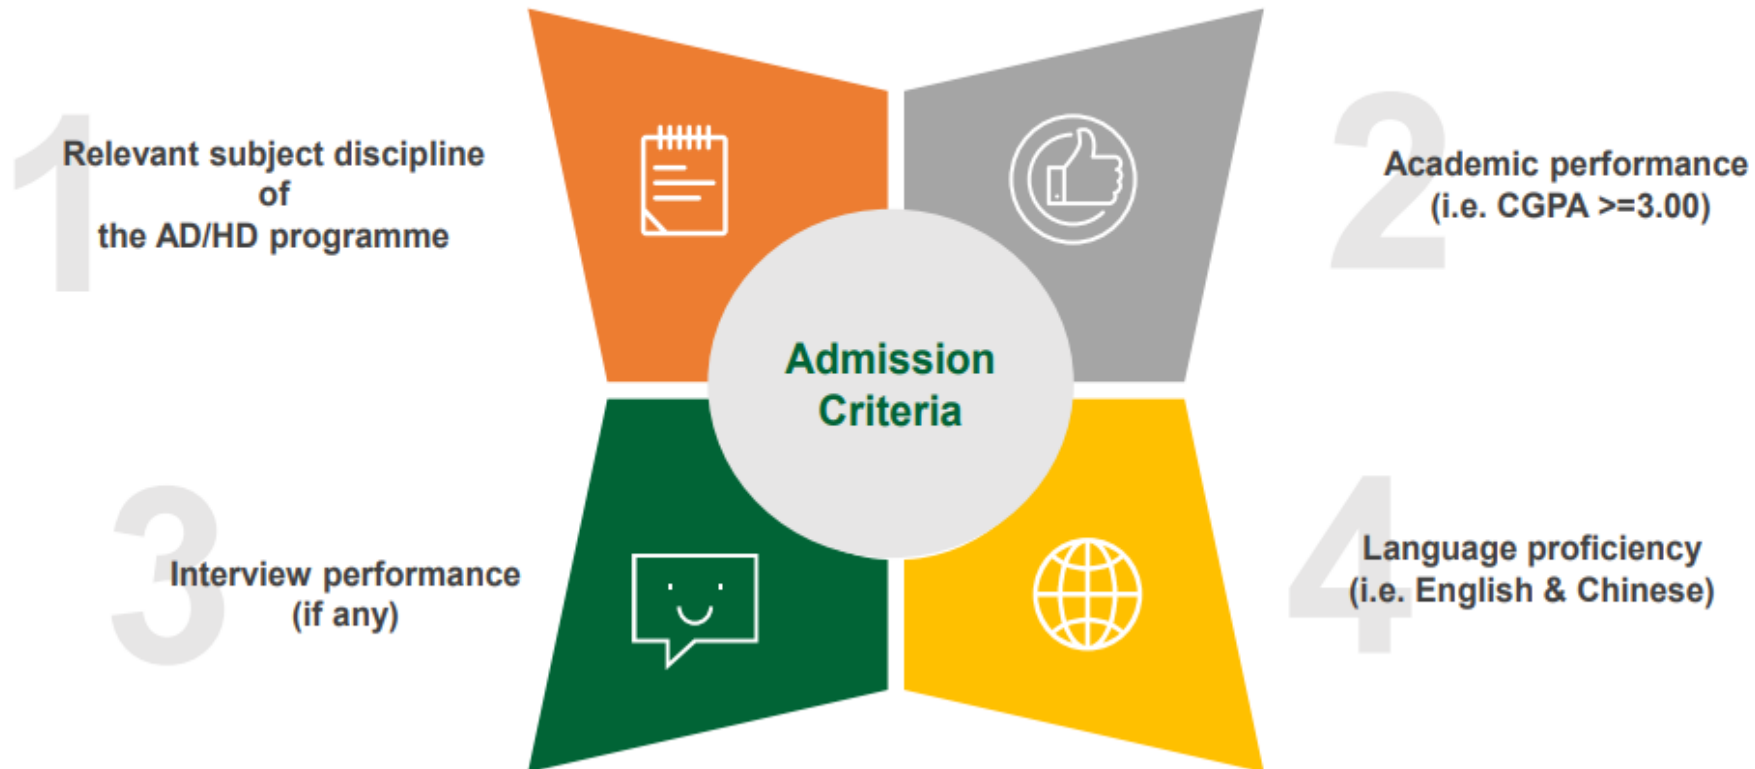 1
Relevant subject discipline
of
the AD/HD programme
2
Academic performance
(i.e. CGPA >=3.00)
Admission
Criteria
3
Interview performance
(if any)
4
Language proficiency
(i.e. English & Chinese)